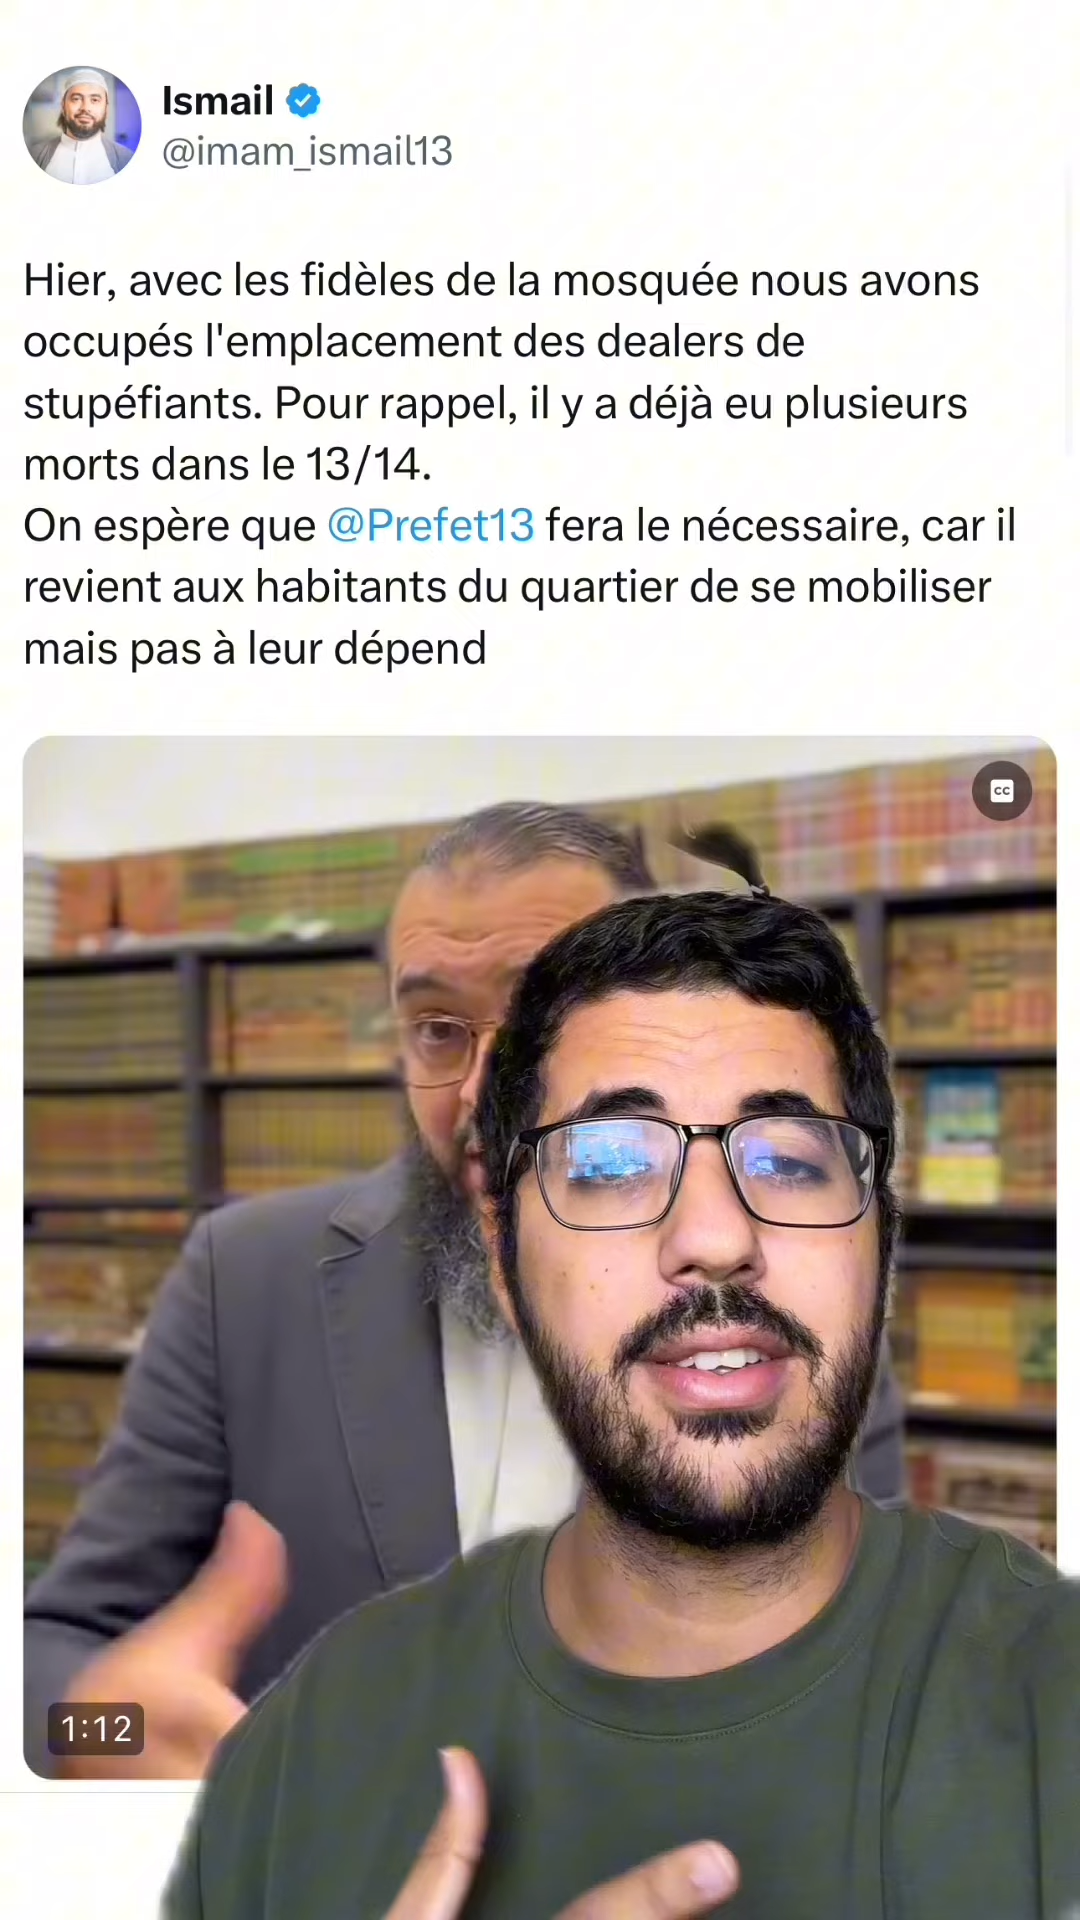 Ismail
@imam_ismail13
Hier, avec les fidèles de la mosquée nous avons
occupés l'emplacement des dealers de
stupéfiants. Pour rappel, il y a déjà eu plusieurs
morts dans le 13/14.
On espère que @Prefet13 fera le nécessaire, car il
revient aux habitants du quartier de se mobiliser
mais pas à leur dépend
CC
1:12